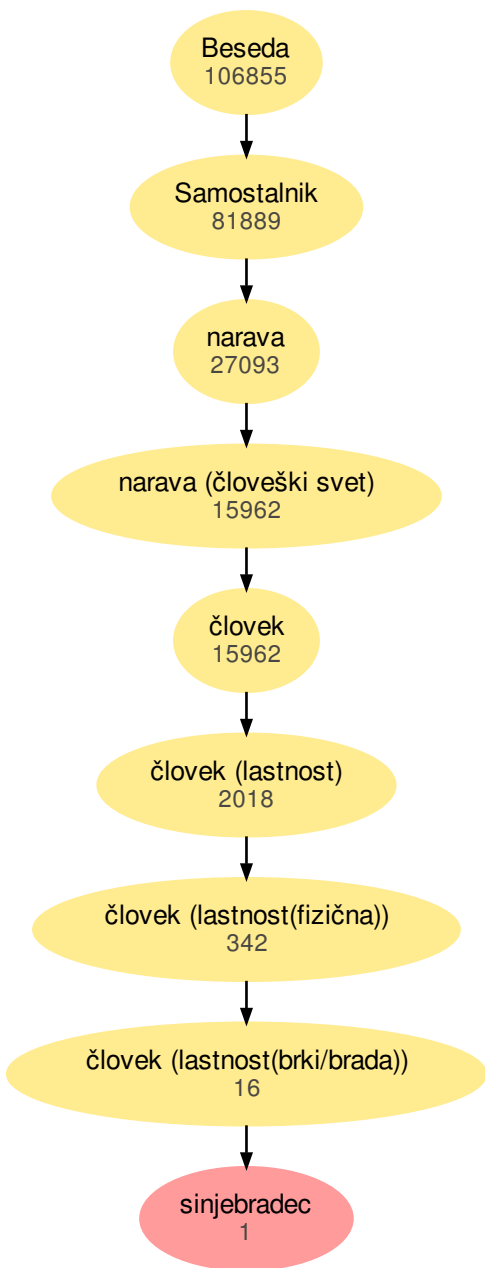 Beseda
106855
Samostalnik
81889
narava
27093
narava (človeški svet)
15962
človek
15962
človek (lastnost)
2018
človek (lastnost(fizična))
342
človek (lastnost(brki/brada))
16
sinjebradec
1